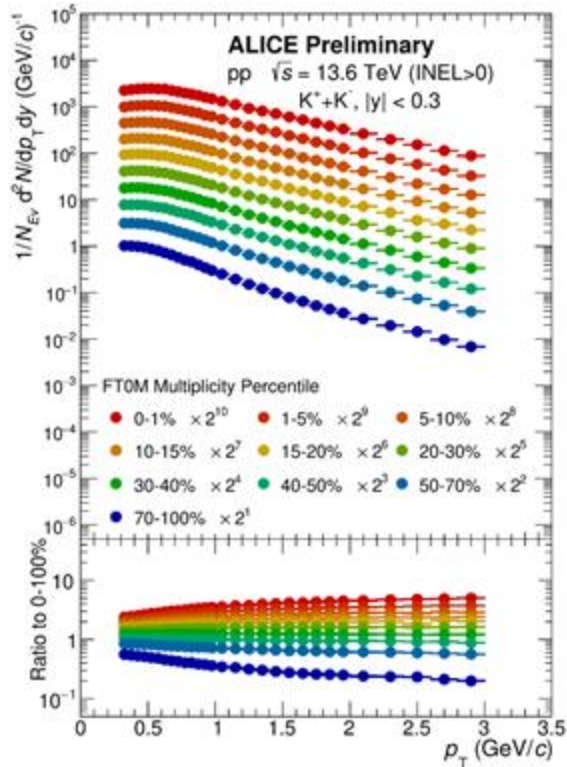 ALICE Preliminary
pp √s = 13.6 TeV (INEL>0)
K⁺+K⁻, |y| < 0.3
1/N_Ev d²N/dp_T dy (GeV/c)⁻¹
10⁵
10⁴
10³
10²
10
1
10⁻¹
10⁻²
10⁻³
10⁻⁴
10⁻⁵
10⁻⁶
FT0M Multiplicity Percentile
0-1% ×2¹⁰ 1-5% ×2⁹ 5-10% ×2⁸
10-15% ×2⁷ 15-20% ×2⁶ 20-30% ×2⁵
30-40% ×2⁴ 40-50% ×2³ 50-70% ×2²
70-100% ×2¹
Ratio to 0-100%
10
1
10⁻¹
0 0.5 1 1.5 2 2.5 3 3.5
p_T (GeV/c)